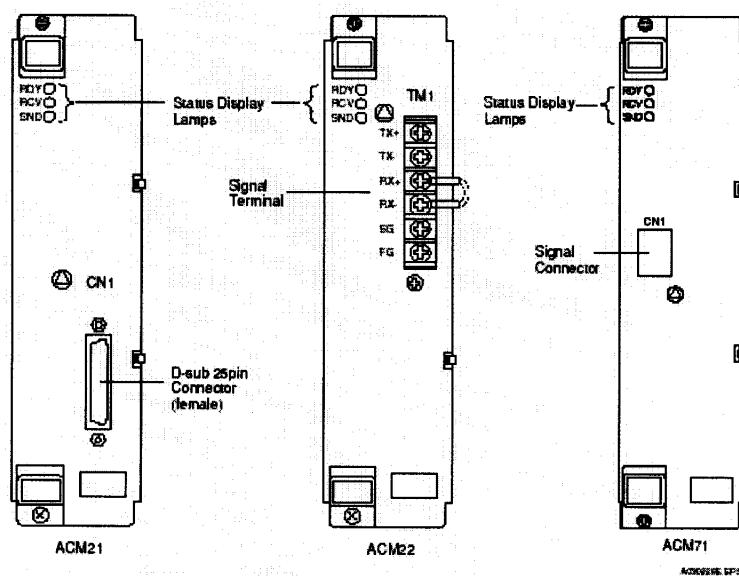 RDY
RCV
SND
Status Display
Lamps
CN1
D-sub 25pin
Connector
(female)
ACM21
RDY
RCV
SND
TM1
TX+
TX-
RX+
RX-
SG
FG
Signal
Terminal
ACM22
Status Display
Lamps
RDY
RCV
SND
CN1
Signal
Connector
ACM71